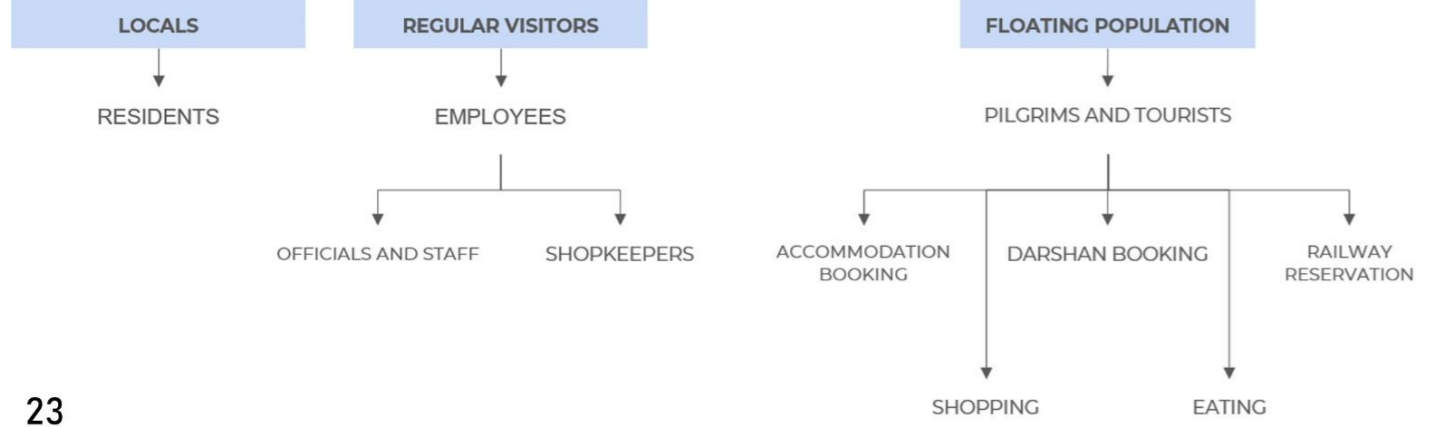 LOCALS
REGULAR VISITORS
FLOATING POPULATION
RESIDENTS
EMPLOYEES
PILGRIMS AND TOURISTS
OFFICIALS AND STAFF
SHOPKEEPERS
ACCOMMODATION
BOOKING
DARSHAN BOOKING
RAILWAY
RESERVATION
SHOPPING
EATING
23